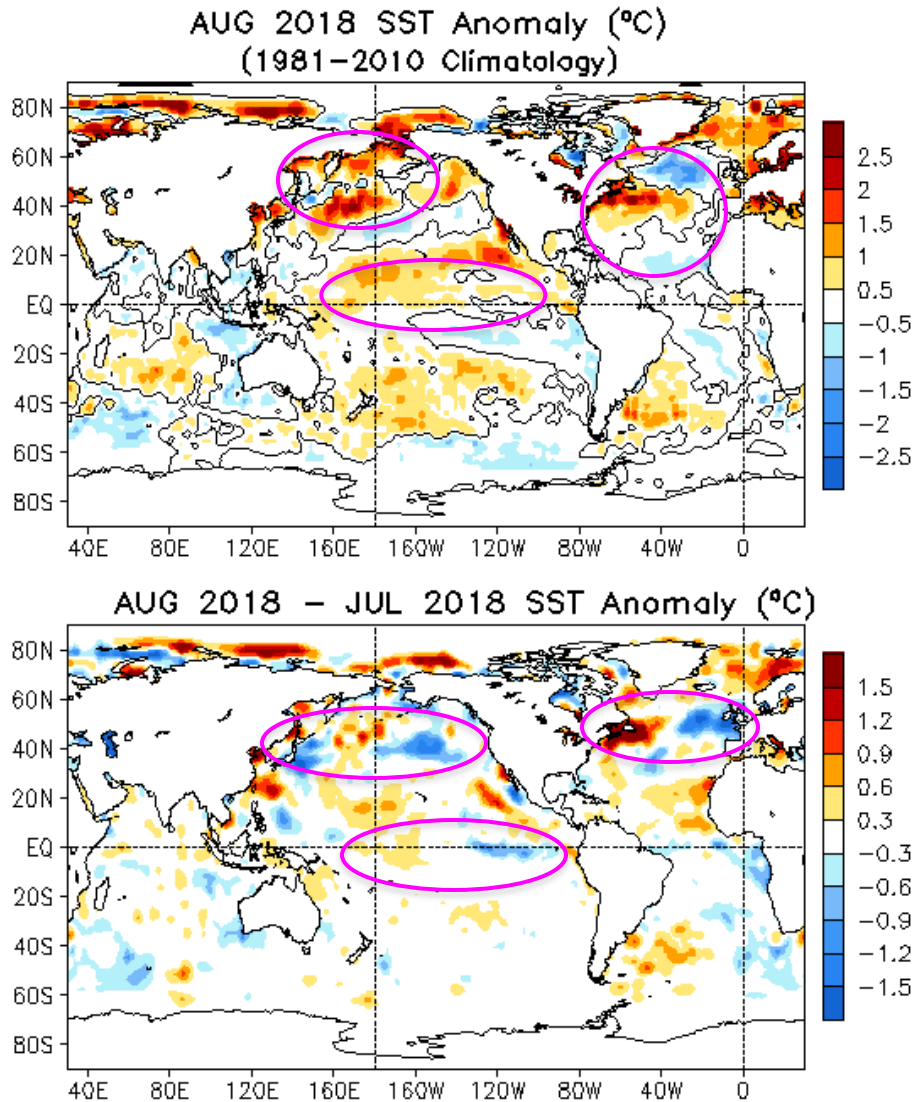 AUG 2018 SST Anomaly (ºC)
(1981–2010 Climatology)
80N
60N
40N
20N
EQ
20S
40S
60S
80S
40E 80E 120E 160E 160W 120W 80W 40W 0
2.5
2
1.5
1
0.5
−0.5
−1
−1.5
−2
−2.5
AUG 2018 – JUL 2018 SST Anomaly (ºC)
80N
60N
40N
20N
EQ
20S
40S
60S
80S
40E 80E 120E 160E 160W 120W 80W 40W 0
1.5
1.2
0.9
0.6
0.3
−0.3
−0.6
−0.9
−1.2
−1.5